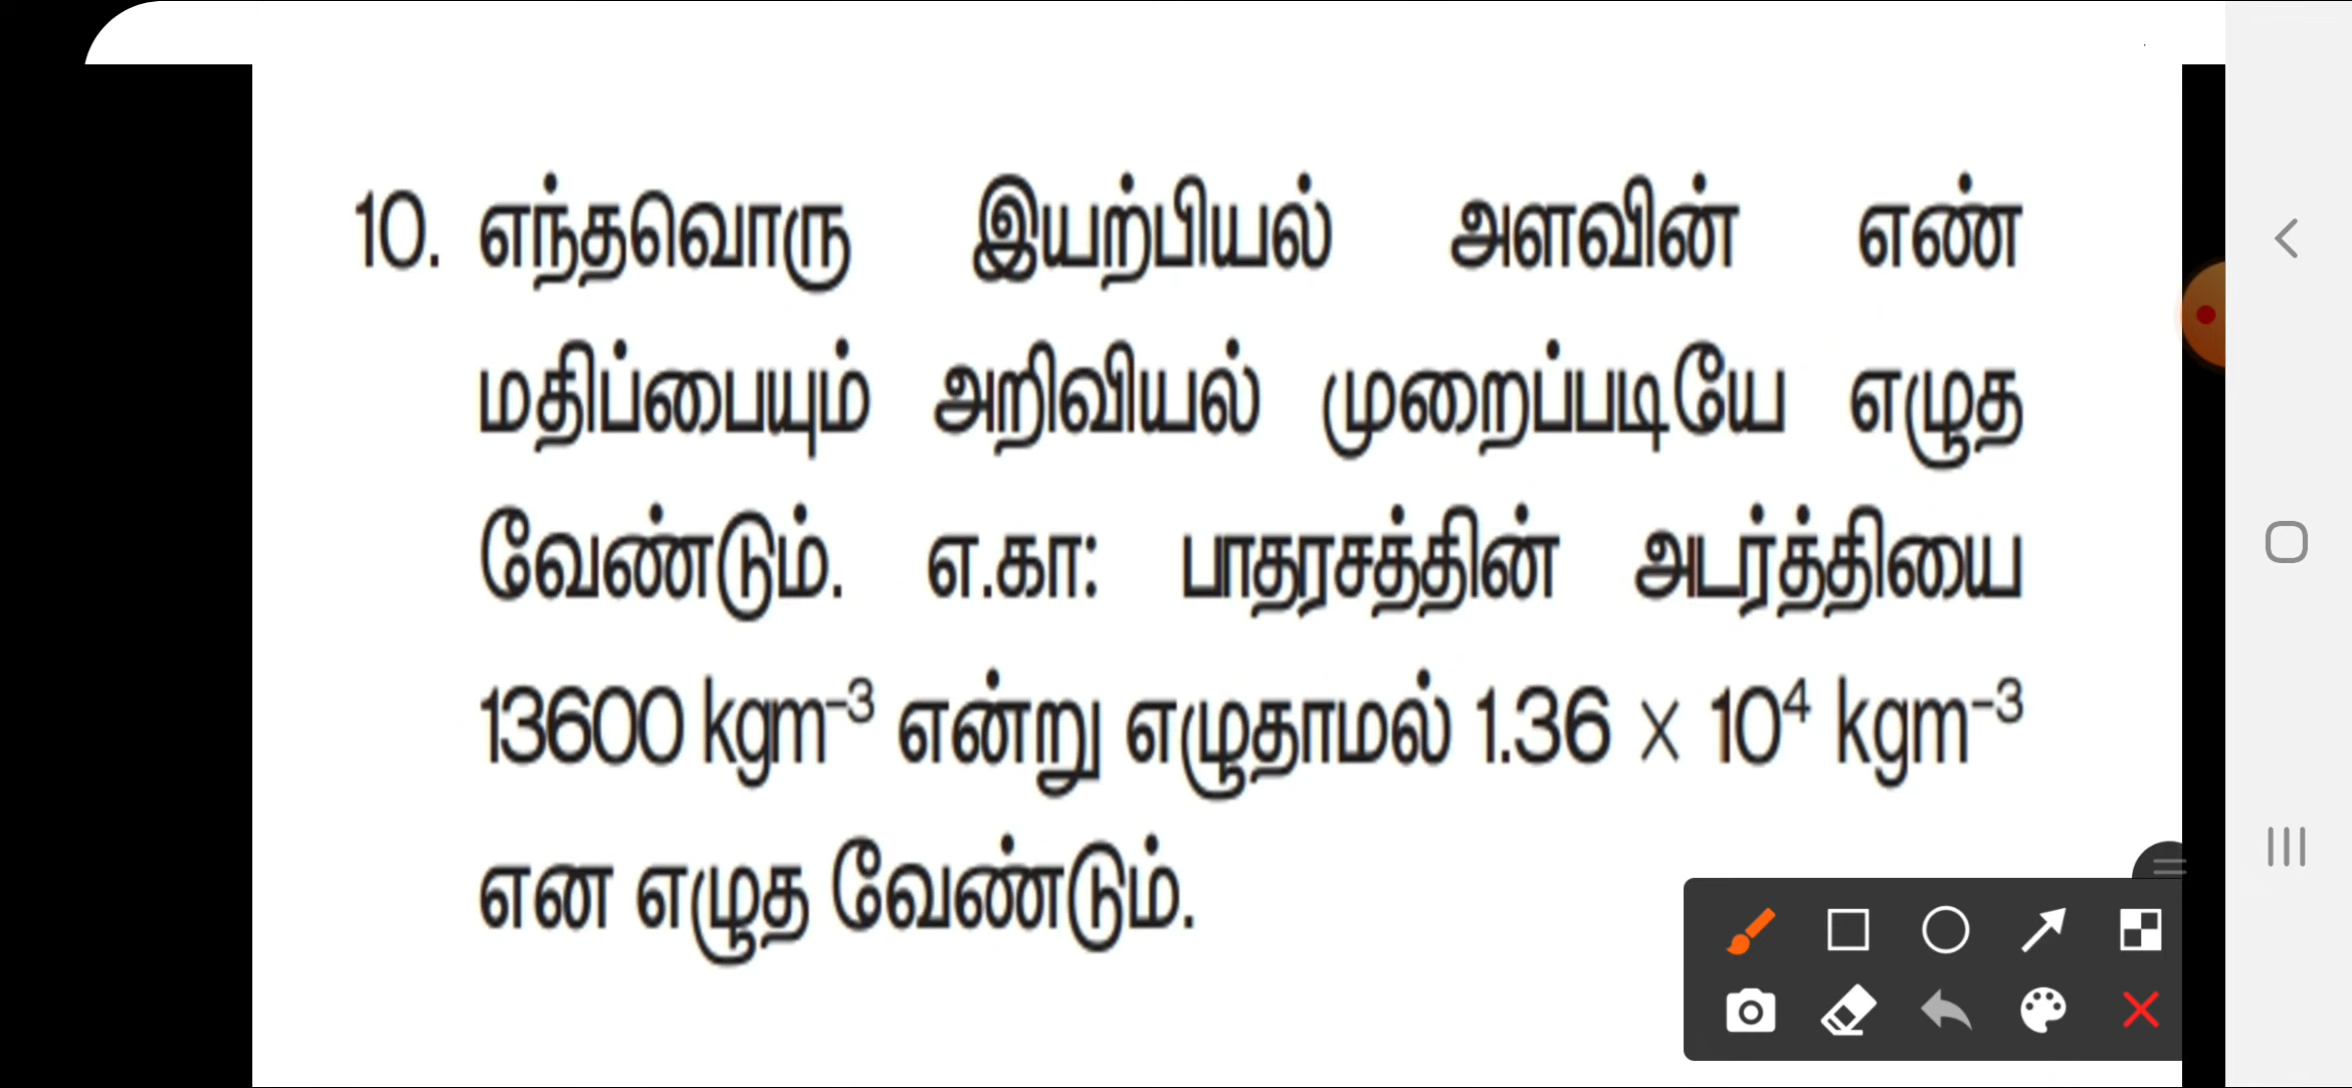 10. எந்தவொரு இயற்பியல் அளவின் எண்
மதிப்பையும் அறிவியல் முறைப்படியே எழுத
வேண்டும். எ.கா: பாதரசத்தின் அடர்த்தியை
13600 kgm⁻³ என்று எழுதாமல் 1.36 × 10⁴ kgm⁻³
என எழுத வேண்டும்.